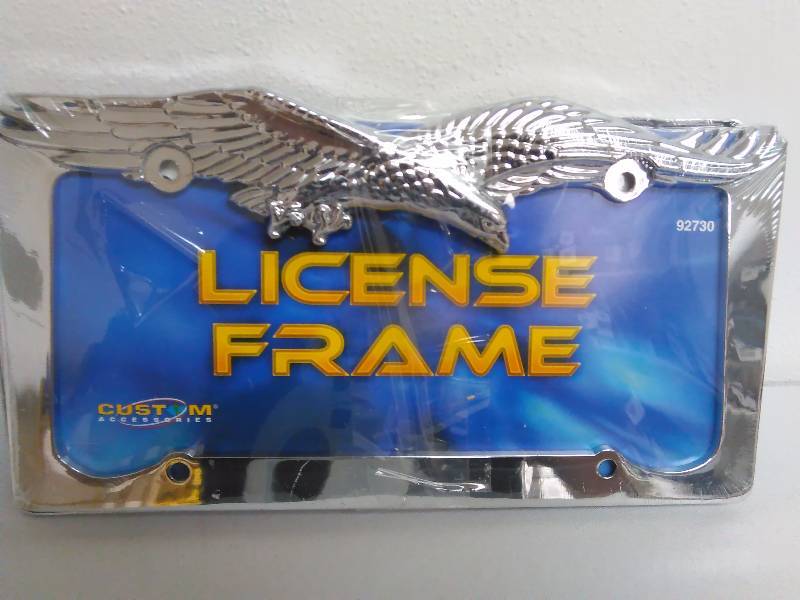 92730
LICENSE
FRAME
CUSTOM®
ACCESSORIES